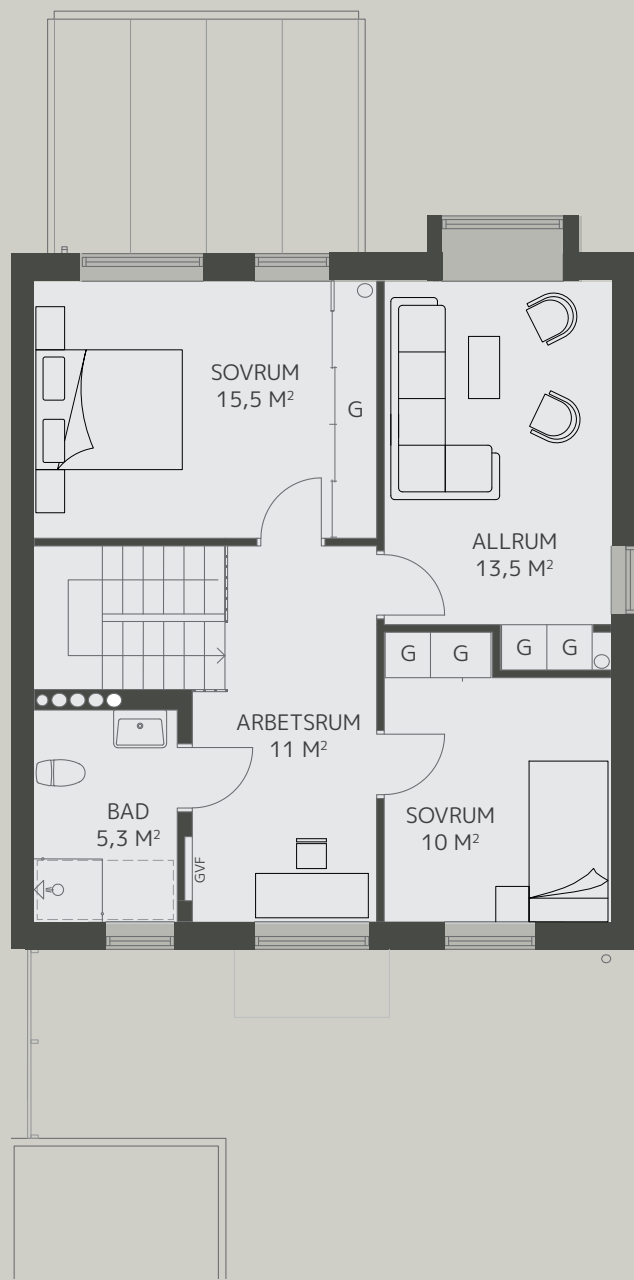 SOVRUM
15,5 M²
G
ALLRUM
13,5 M²
G
G
G
G
ARBETSRUM
11 M²
BAD
5,3 M²
SOVRUM
10 M²
GVF